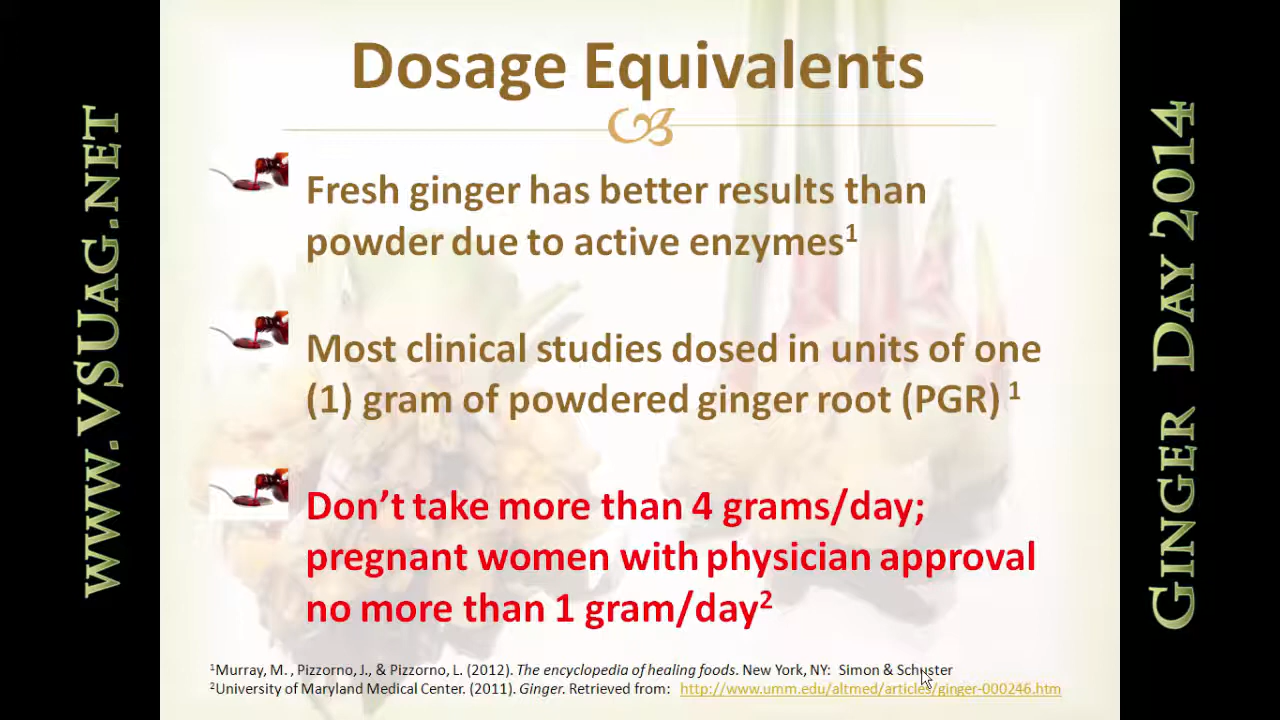 www.VSUag.net
Dosage Equivalents
Fresh ginger has better results than
powder due to active enzymes1
Most clinical studies dosed in units of one
(1) gram of powdered ginger root (PGR) 1
Don't take more than 4 grams/day;
pregnant women with physician approval
no more than 1 gram/day2
1Murray, M. , Pizzorno, J., & Pizzorno, L. (2012). The encyclopedia of healing foods. New York, NY: Simon & Schuster
2University of Maryland Medical Center. (2011). Ginger. Retrieved from: http://www.umm.edu/altmed/articles/ginger-000246.htm
Ginger Day 2014